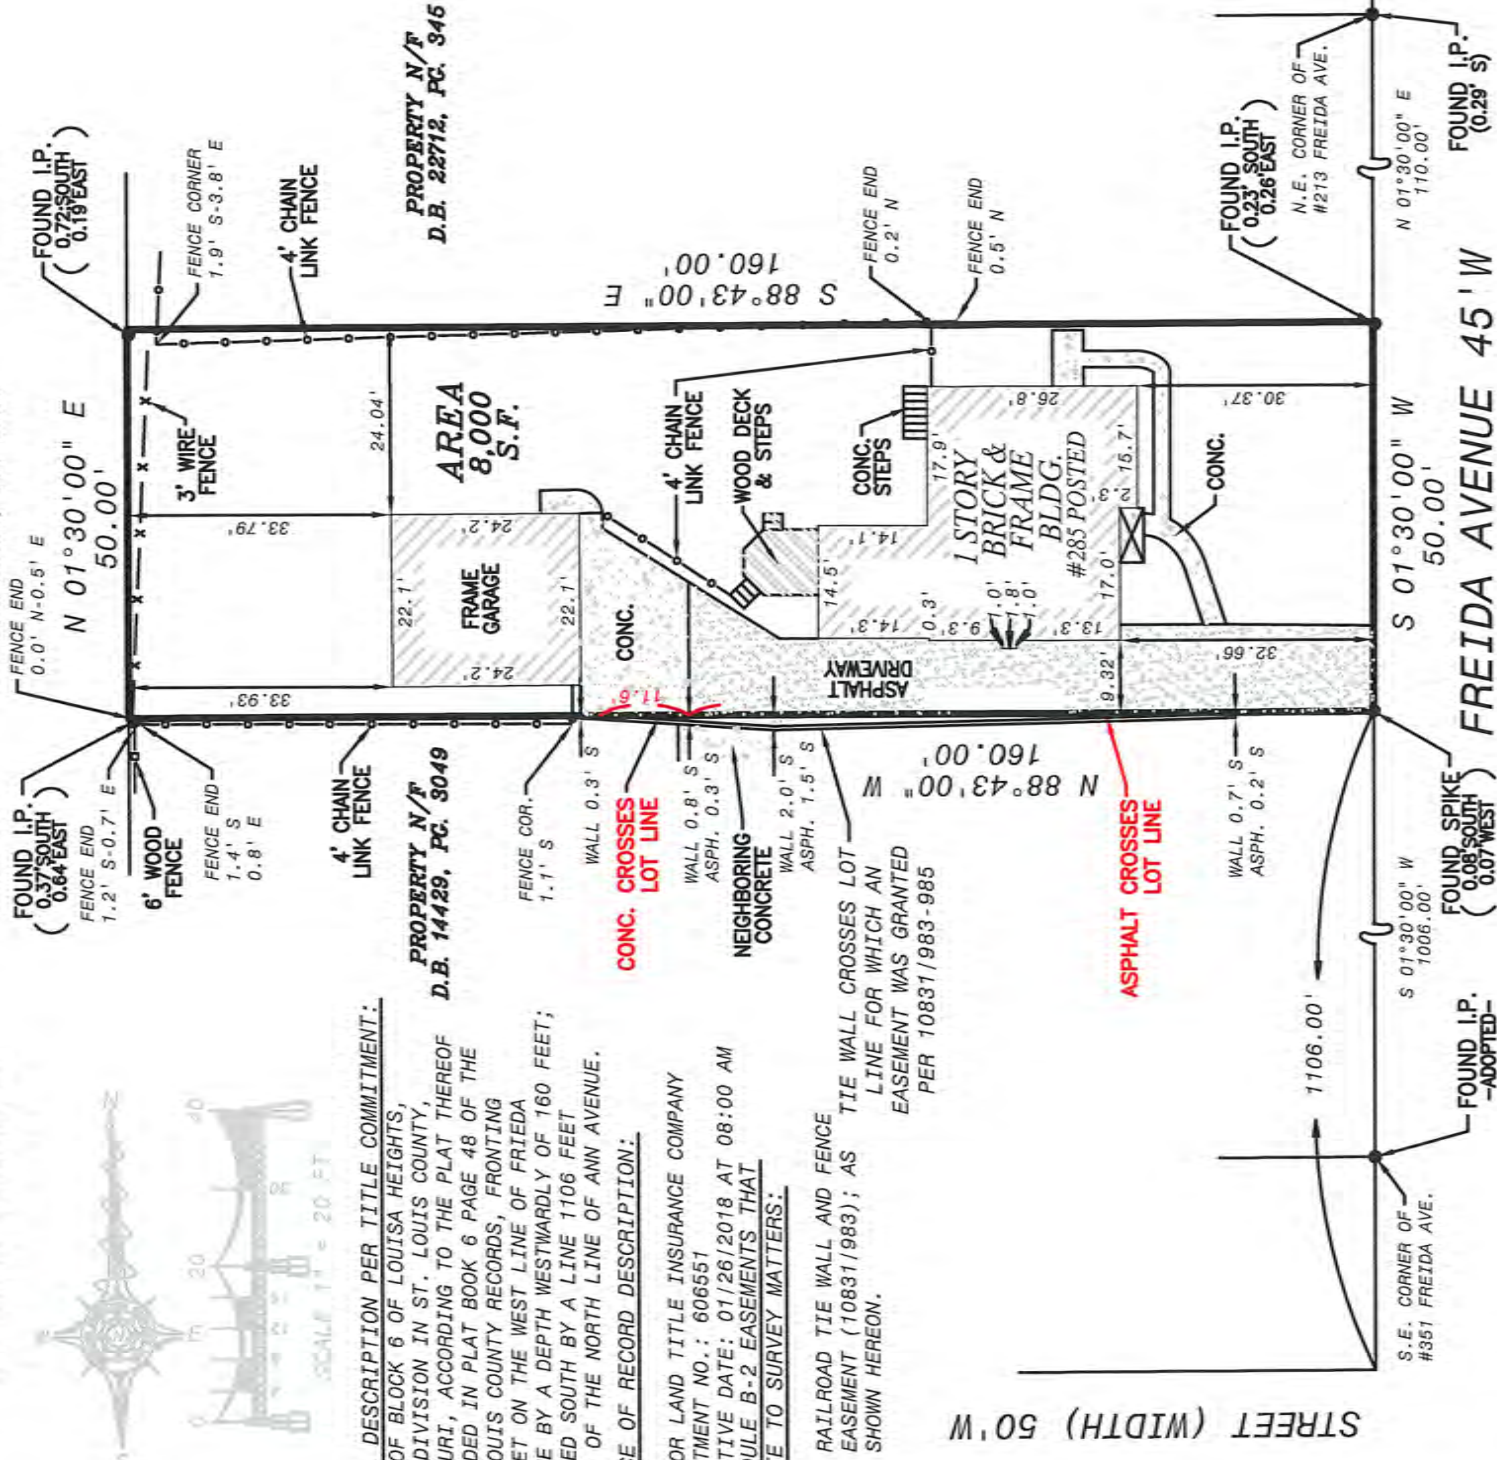 FOUND I.P.
( 0.72' SOUTH
0.19' EAST )
FENCE CORNER
1.9' S-3.8' E
4' CHAIN
LINK FENCE
PROPERTY N/F
D.B. 22712, PG. 345
FENCE END
0.0' N-0.5' E
N 01°30'00" E
50.00'
3' WIRE
FENCE
33.79'
24.04'
AREA
8,000
S.F.
S 88°43'00" E
160.00'
FENCE END
0.2' N
FENCE END
0.5' N
FOUND I.P.
( 0.23' SOUTH
0.26' EAST )
N.E. CORNER OF
#213 FREIDA AVE.
N 01°30'00" E
110.00'
FOUND I.P.
(0.29' S)
FOUND I.P.
( 0.37' SOUTH
0.64' EAST )
FENCE END
1.2' S-0.7' E
6' WOOD
FENCE
FENCE END
1.4' S
0.8' E
4' CHAIN
LINK FENCE
33.93'
22.1'
24.2'
FRAME
GARAGE
24.2'
22.1'
CONC.
4' CHAIN
LINK FENCE
WOOD DECK
& STEPS
CONC.
STEPS
17.9'
14.1'
14.5'
14.3'
0.3'
9.3'
1.0'
1.8'
1.0'
13.3'
17.0'
2.3'
15.7'
26.8'
1 STORY
BRICK &
FRAME
BLDG.
#285 POSTED
30.37'
CONC.
ASPHALT
DRIVEWAY
11.6'
9.32'
32.66'
PROPERTY N/F
D.B. 14429, PG. 3049
FENCE COR.
1.1' S
WALL 0.3' S
CONC. CROSSES
LOT LINE
WALL 0.8' S
ASPH. 0.3' S
NEIGHBORING
CONCRETE
WALL 2.0' S
ASPH. 1.5' S
N 88°43'00" W
160.00'
TIE WALL CROSSES LOT
LINE FOR WHICH AN
EASEMENT WAS GRANTED
PER 10831/983-985
ASPHALT CROSSES
LOT LINE
WALL 0.7' S
ASPH. 0.2' S
S 01°30'00" W
50.00'
FREIDA AVENUE 45'W
FOUND SPIKE
( 0.08' SOUTH
0.07' WEST )
S 01°30'00" W
1006.00'
1106.00'
FOUND I.P.
-ADOPTED-
S.E. CORNER OF
#351 FREIDA AVE.
STREET (WIDTH) 50'W
0
20
40
SCALE 1" = 20 FT
DESCRIPTION PER TITLE COMMITMENT:
OF BLOCK 6 OF LOUISA HEIGHTS,
DIVISION IN ST. LOUIS COUNTY,
URI, ACCORDING TO THE PLAT THEREOF
DED IN PLAT BOOK 6 PAGE 48 OF THE
OUIS COUNTY RECORDS, FRONTING
ET ON THE WEST LINE OF FRIEDA
E BY A DEPTH WESTWARDLY OF 160 FEET;
ED SOUTH BY A LINE 1106 FEET
OF THE NORTH LINE OF ANN AVENUE.
CE OF RECORD DESCRIPTION:
OR LAND TITLE INSURANCE COMPANY
TMENT NO.: 606551
TIVE DATE: 01/26/2018 AT 08:00 AM
ULE B-2 EASEMENTS THAT
TE TO SURVEY MATTERS:
RAILROAD TIE WALL AND FENCE
EASEMENT (10831/983); AS
SHOWN HEREON.